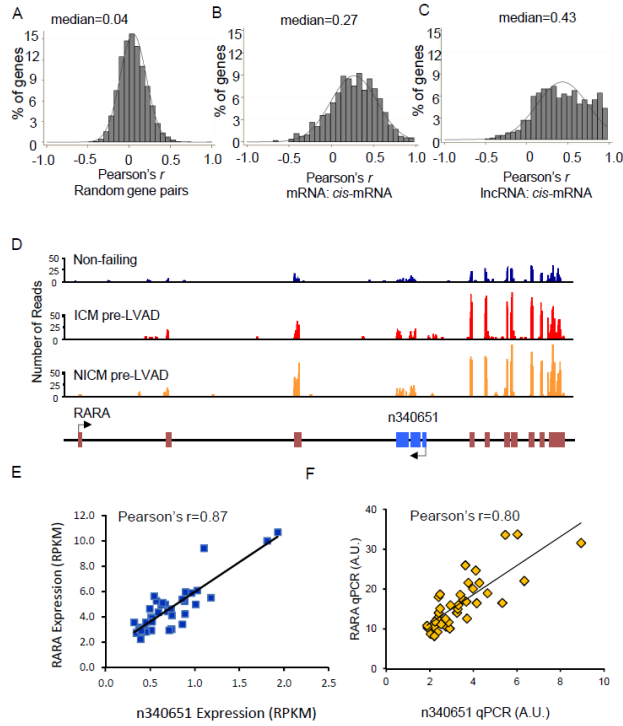 A
median=0.04
% of genes
15
12
9
6
3
0
-1.0
-0.5
0.0
0.5
1.0
Pearson's r
Random gene pairs
B
median=0.27
% of genes
15
12
9
6
3
0
-1.0
-0.5
0
0.5
1.0
Pearson's r
mRNA: cis-mRNA
C
median=0.43
% of genes
15
12
9
6
3
0
-1.0
-0.5
0
0.5
1.0
Pearson's r
lncRNA: cis-mRNA
D
Number of Reads
50
25
0
Non-failing
50
25
0
ICM pre-LVAD
50
25
0
NICM pre-LVAD
RARA
n340651
E
Pearson's r=0.87
RARA Expression (RPKM)
12.0
10.0
8.0
6.0
4.0
2.0
0.0
0.0
0.5
1.0
1.5
2.0
2.5
n340651 Expression (RPKM)
F
Pearson's r=0.80
RARA qPCR (A.U.)
40
30
20
10
0
0
2
4
6
8
10
n340651 qPCR (A.U.)